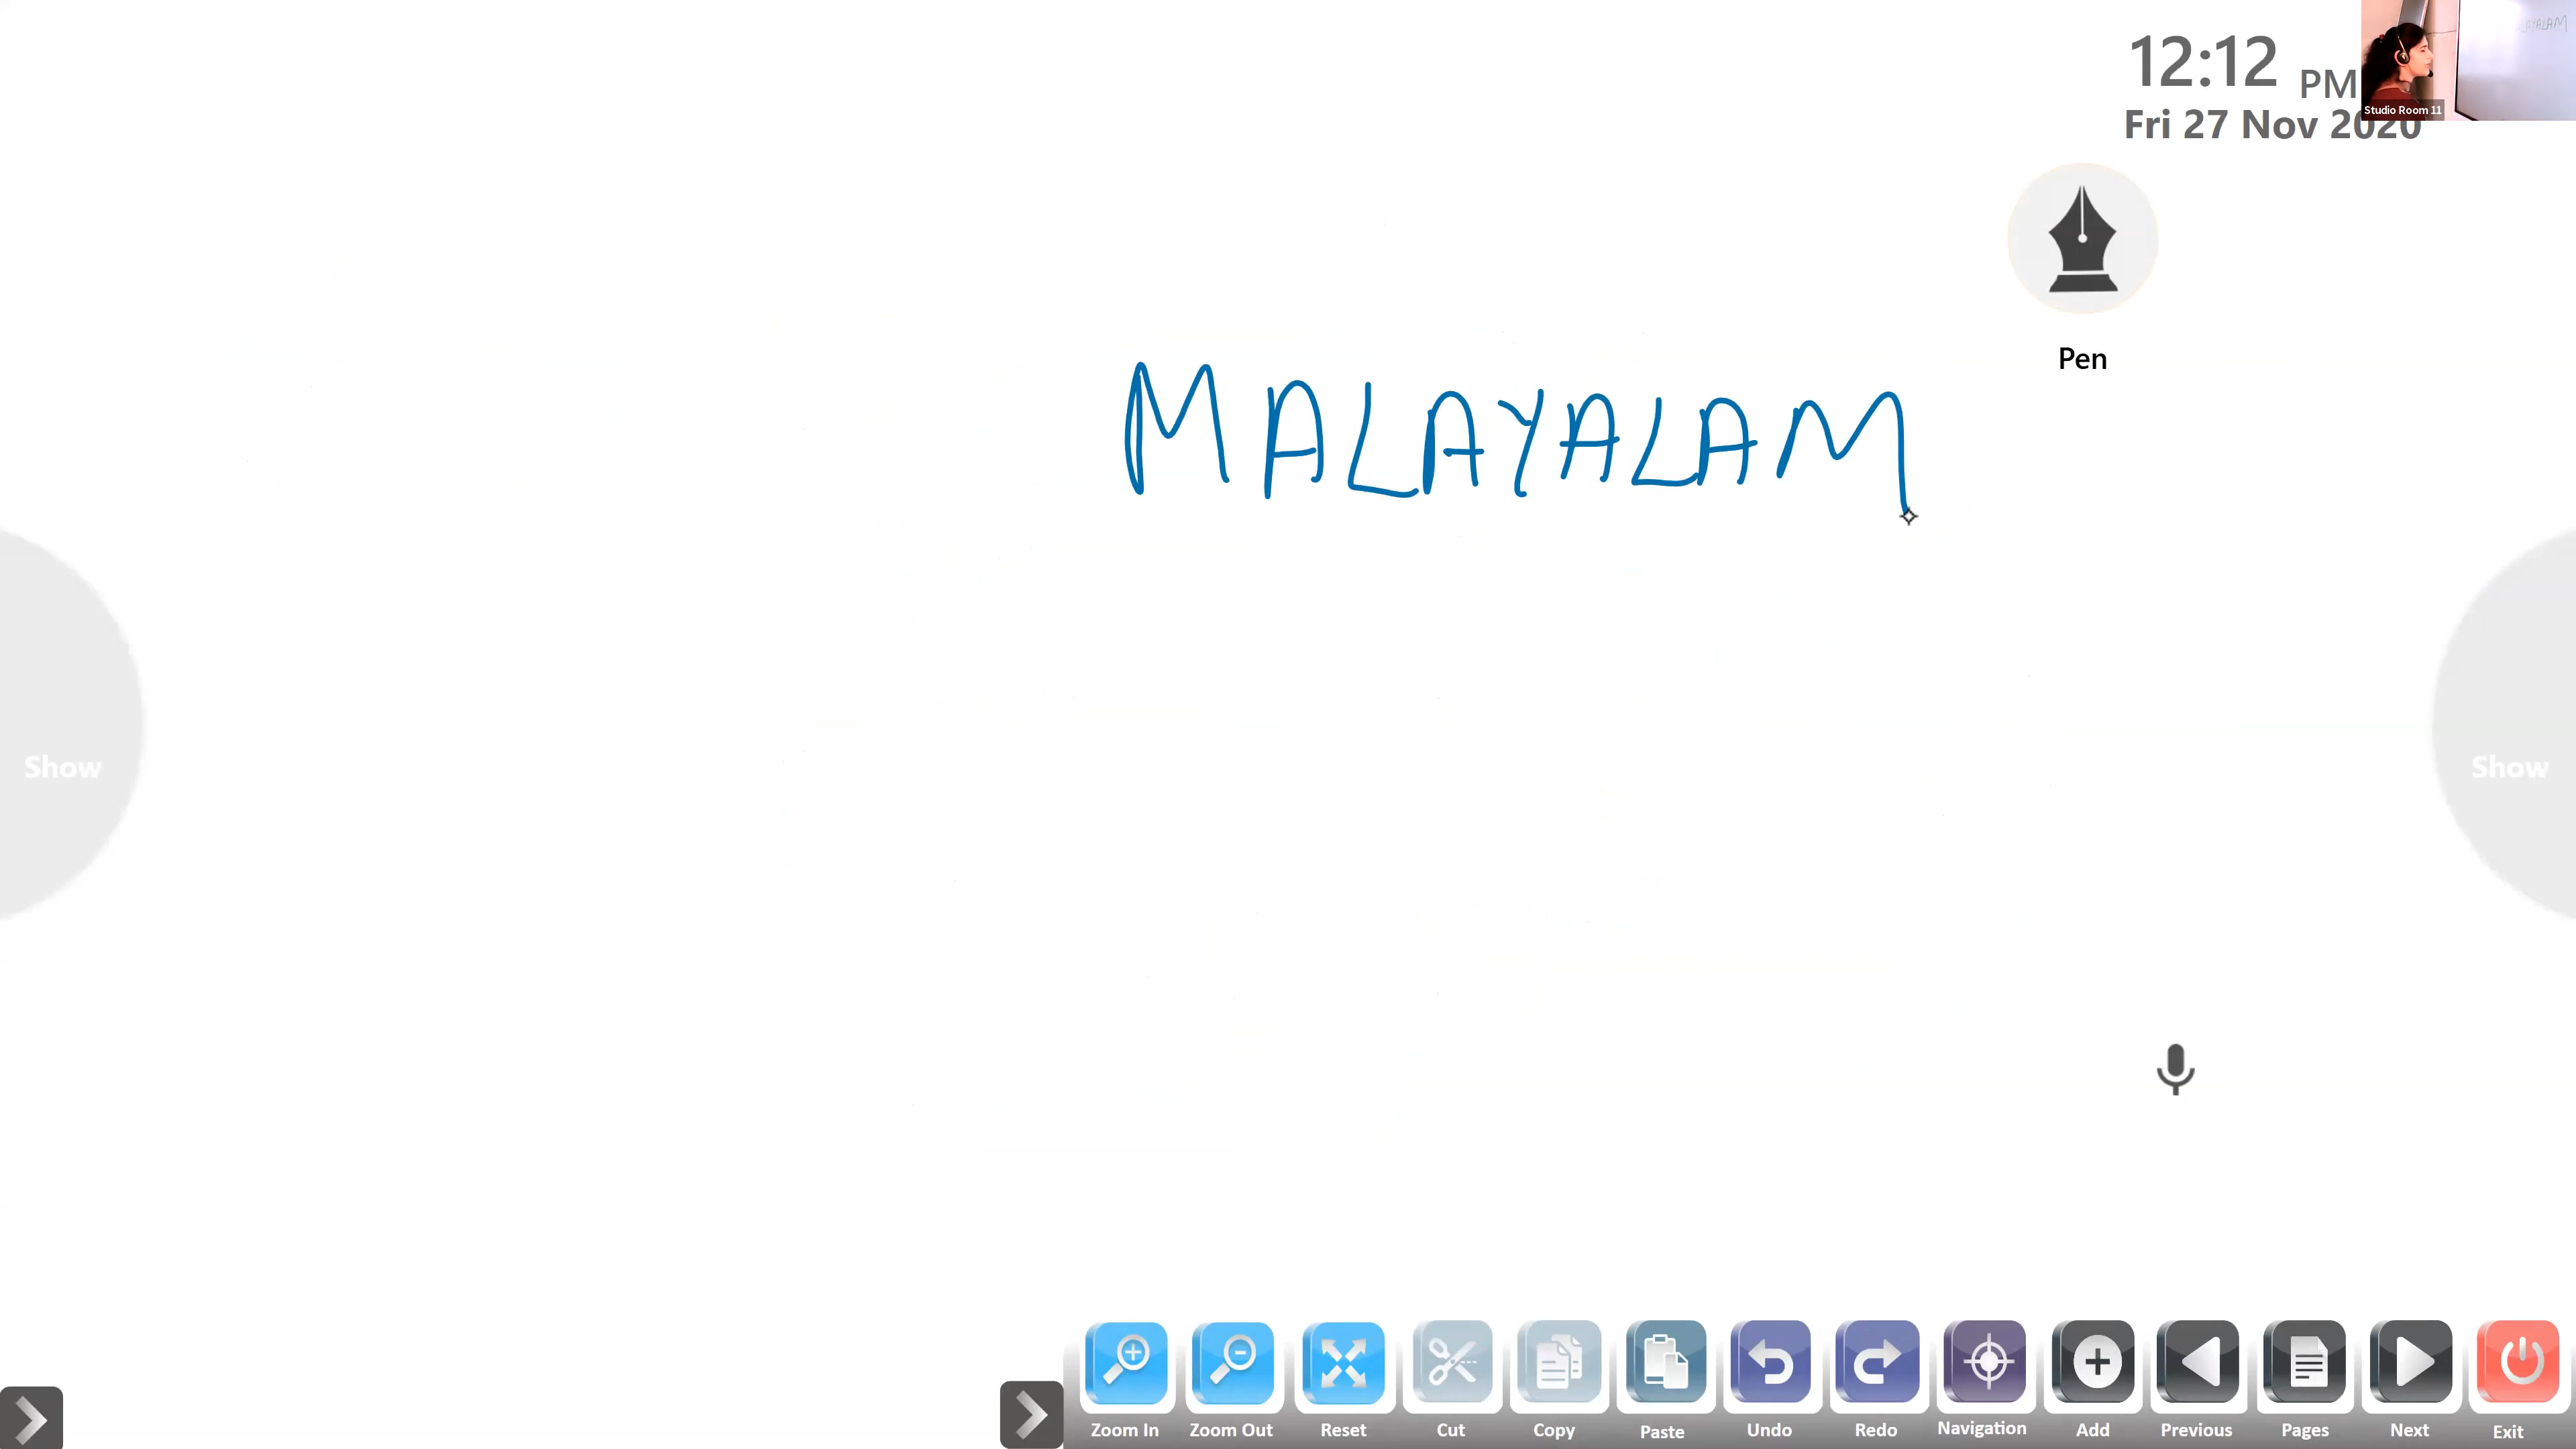 12:12 PM
Fri 27 Nov 2020
Studio Room 11
ALAYALAM
Pen
MALAYALAM
Show
Show
Zoom In
Zoom Out
Reset
Cut
Copy
Paste
Undo
Redo
Navigation
Add
Previous
Pages
Next
Exit